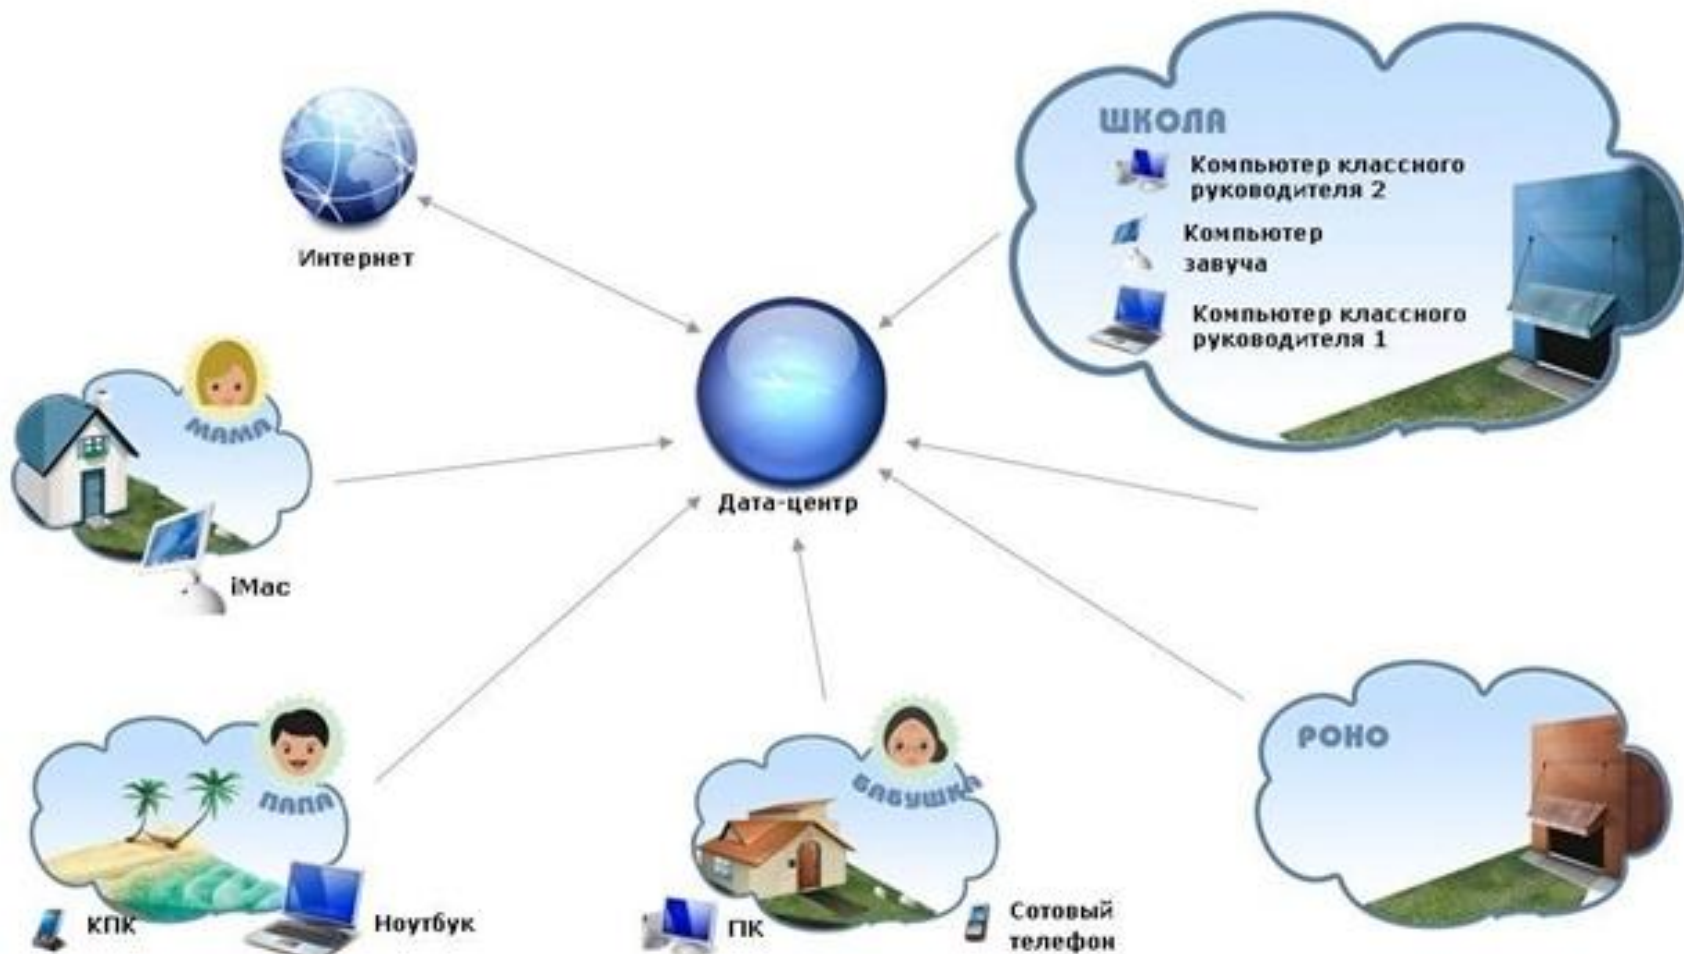 ШКОЛА
Компьютер классного
руководителя 2
Компьютер
завуча
Компьютер классного
руководителя 1
Интернет
МАМА
Дата-центр
iMac
ПАПА
БАБУШКА
РОНО
КПК
Ноутбук
ПК
Сотовый
телефон